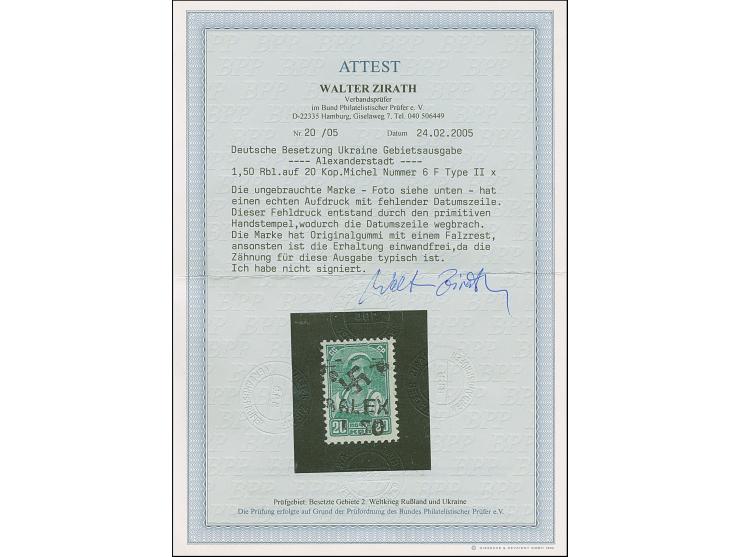 ATTEST
WALTER ZIRATH
Verbandsprüfer
im Bund Philatelistischer Prüfer e. V.
D-22335 Hamburg, Giselaweg 7, Tel. 040 506449
Nr. 20 /05 Datum 24.02.2005
Deutsche Besetzung Ukraine Gebietsausgabe
---- Alexanderstadt ----
1,50 Rbl.auf 20 Kop.Michel Nummer 6 F Type II x
Die ungebrauchte Marke - Foto siehe unten - hat
einen echten Aufdruck mit fehlender Datumszeile.
Dieser Fehldruck entstand durch den primitiven
Handstempel,wodurch die Datumszeile wegbrach.
Die Marke hat Originalgummi mit einem Falzrest,
ansonsten ist die Erhaltung einwandfrei,da die
Zähnung für diese Ausgabe typisch ist.
Ich habe nicht signiert.
Walter Zirath
ALEX
20
Prüfgebiet: Besetzte Gebiete 2. Weltkrieg Rußland und Ukraine
Die Prüfung erfolgte auf Grund der Prüfordnung des Bundes Philatelistischer Prüfer e.V.